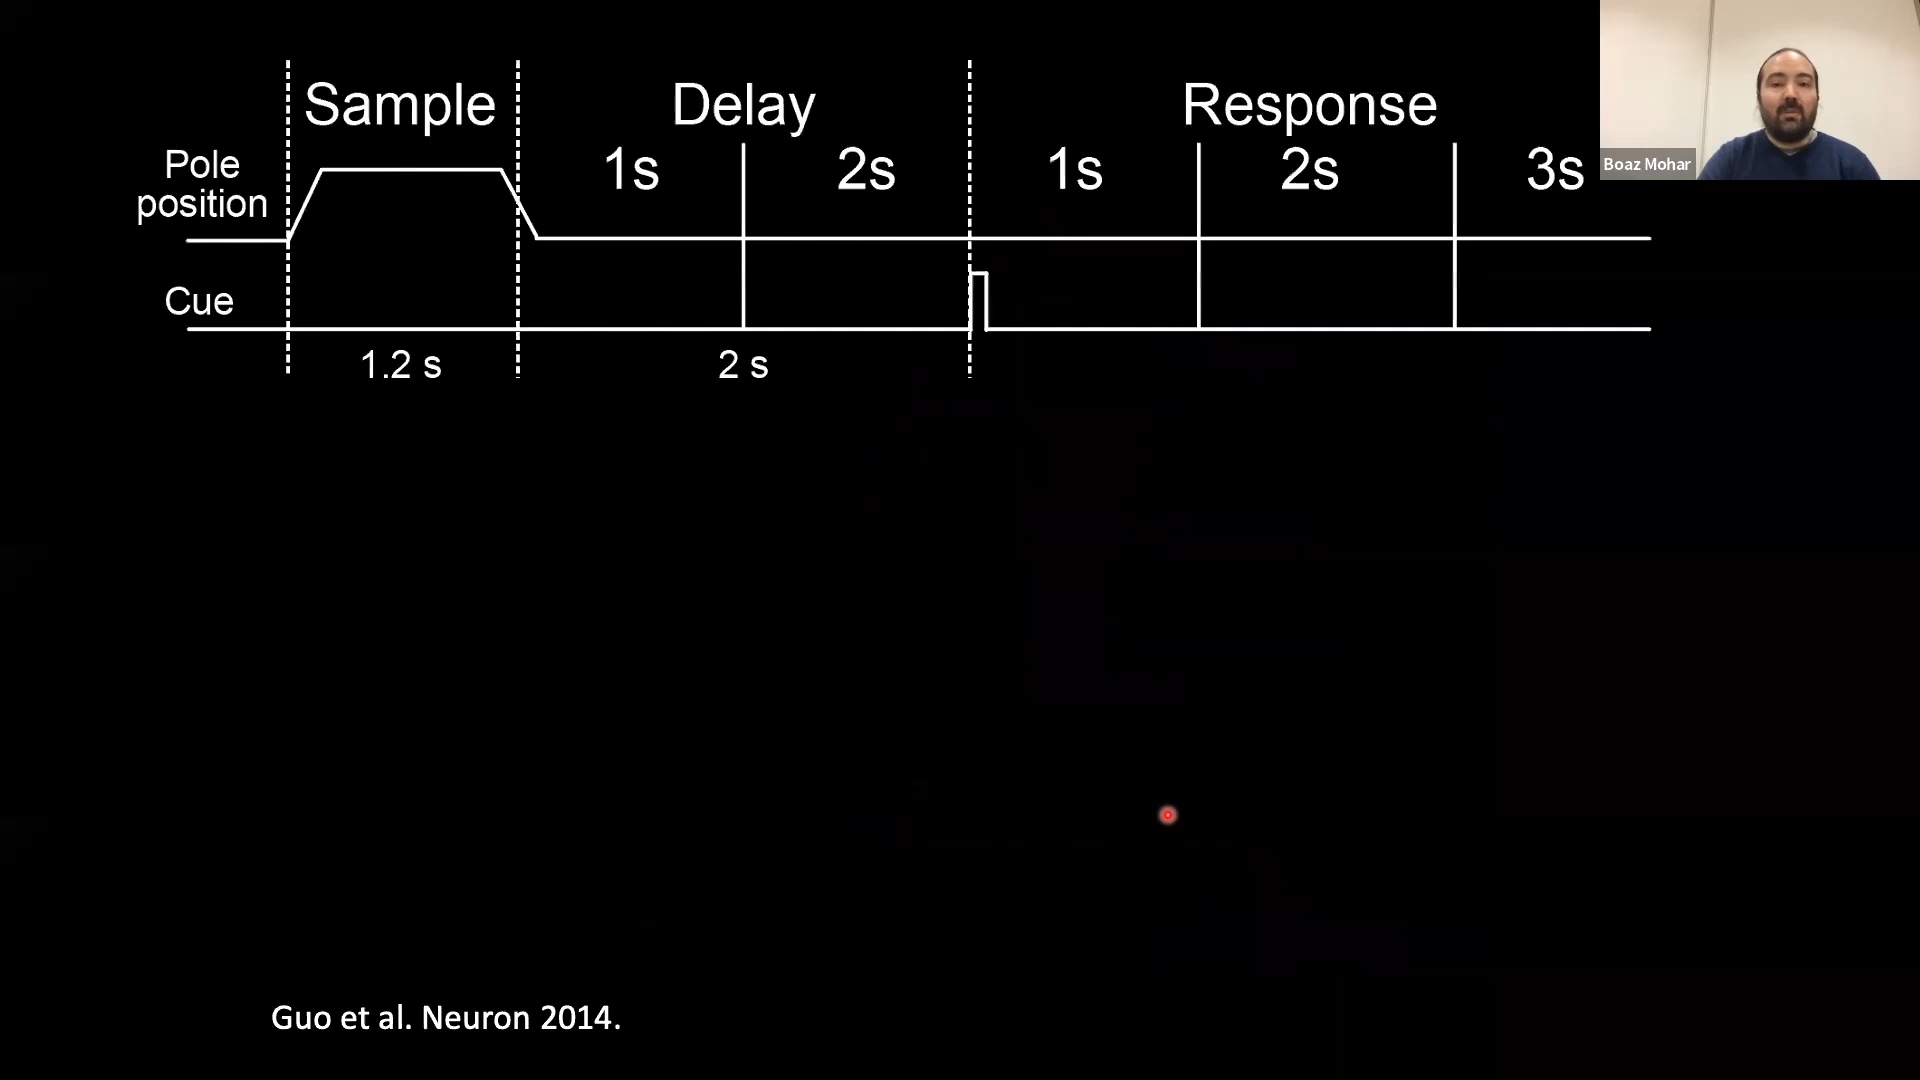 Sample
Delay
Response
Pole
position
1s
2s
1s
2s
3s
Boaz Mohar
Cue
1.2 s
2 s
Guo et al. Neuron 2014.